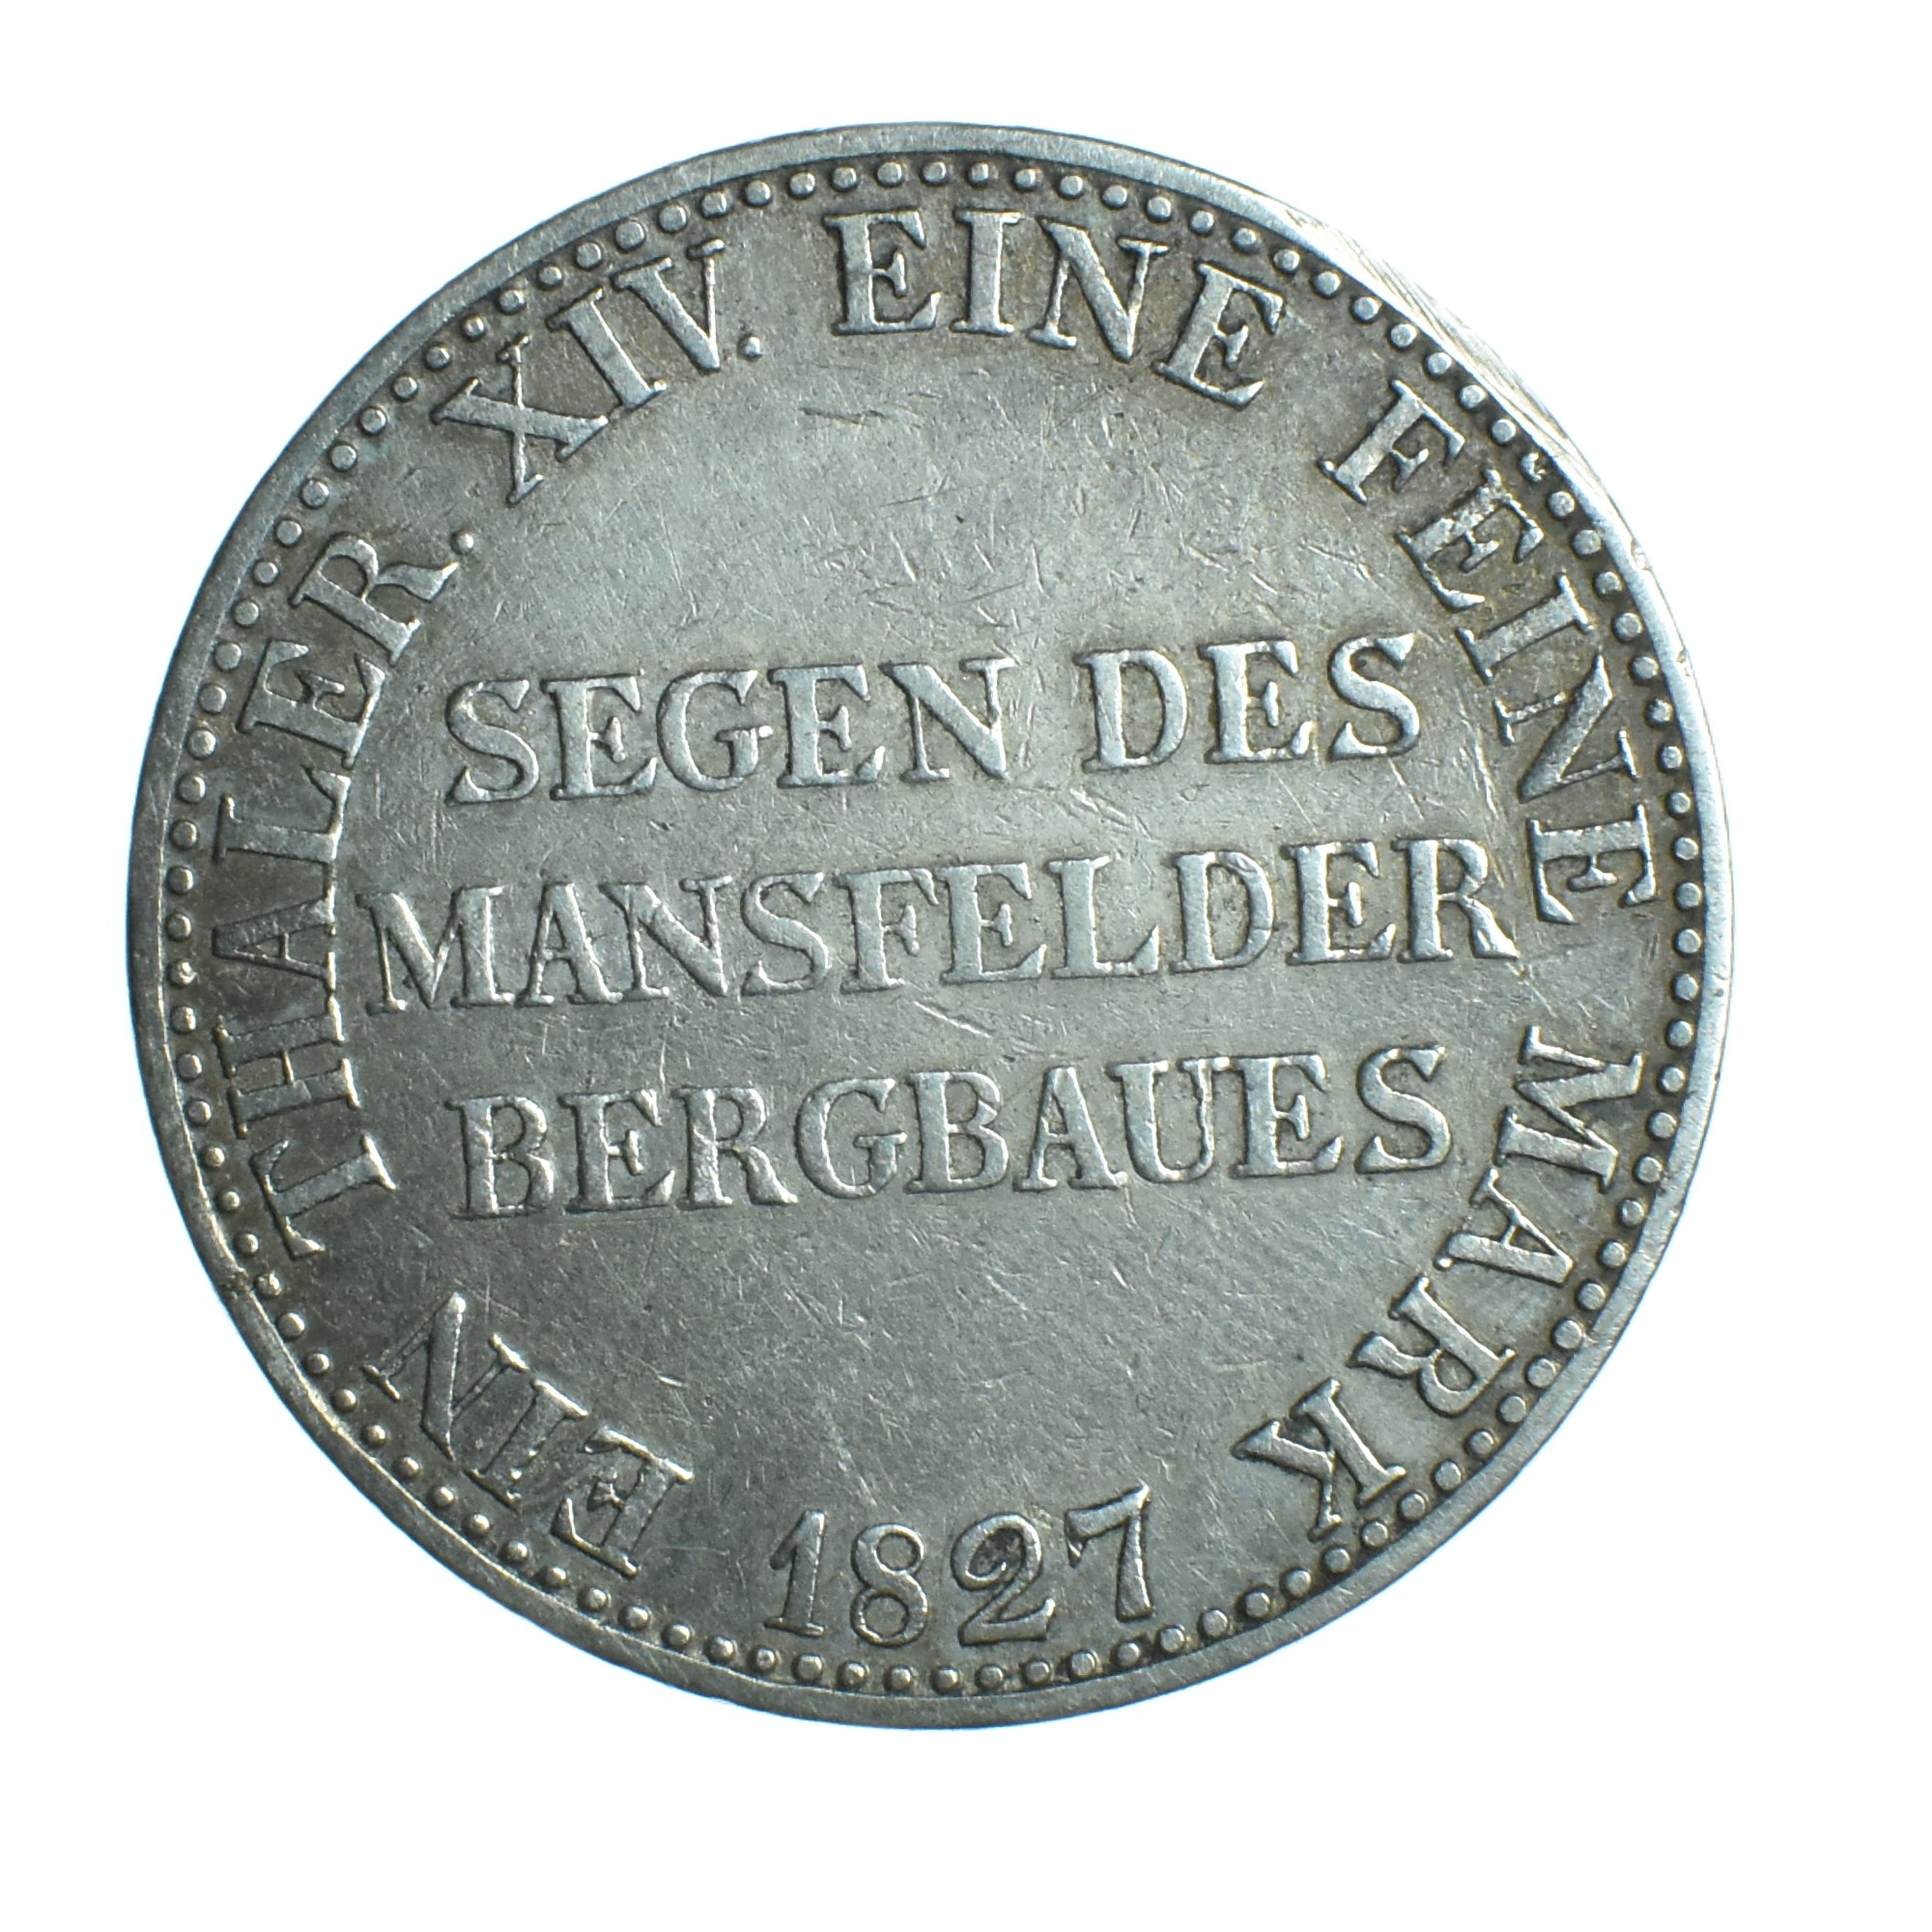 EIN THALER. XIV. EINE FEINE MARK
SEGEN DES
MANSFELDER
BERGBAUES
1827